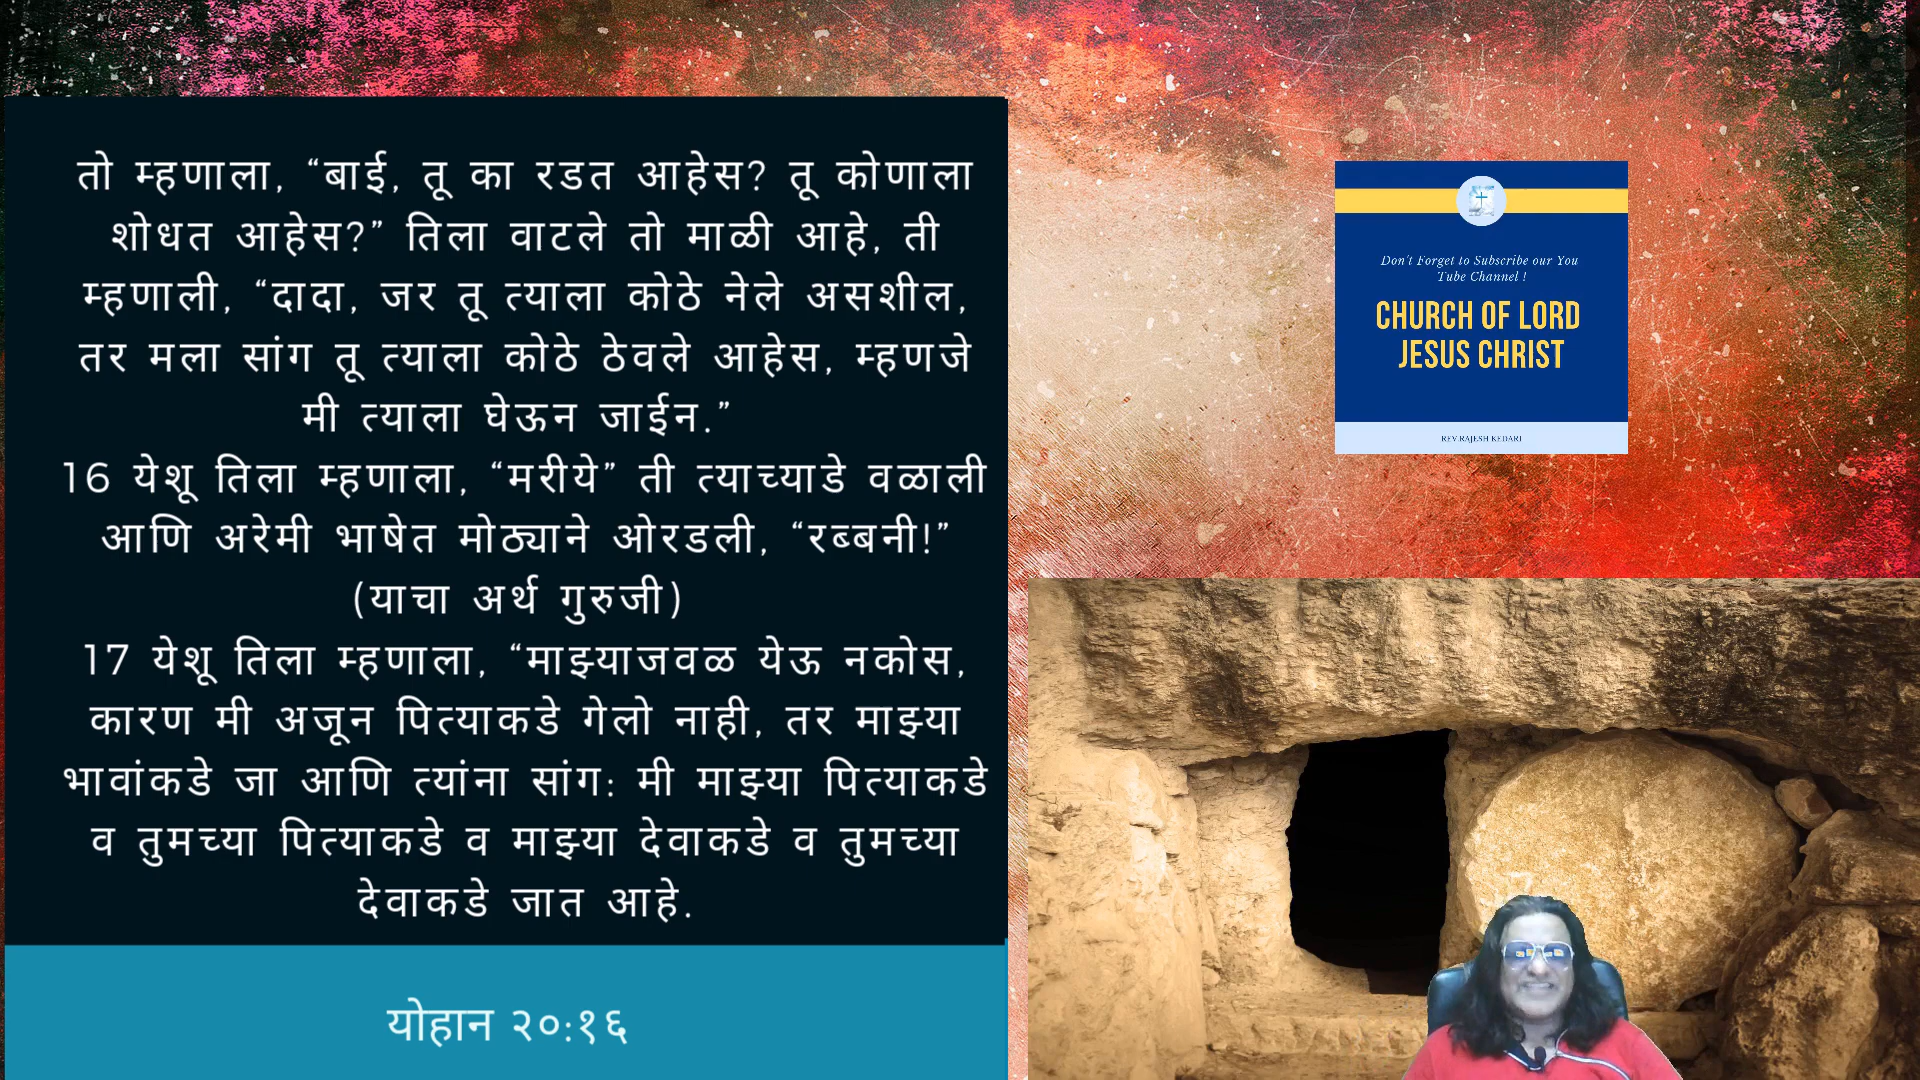 तो म्हणाला, “बाई, तू का रडत आहेस? तू कोणाला
शोधत आहेस?” तिला वाटले तो माळी आहे, ती
म्हणाली, “दादा, जर तू त्याला कोठे नेले असशील,
तर मला सांग तू त्याला कोठे ठेवले आहेस, म्हणजे
मी त्याला घेऊन जाईन.”
16 येशू तिला म्हणाला, “मरीये” ती त्याच्याडे वळाली
आणि अरेमी भाषेत मोठ्याने ओरडली, “रब्बनी!”
(याचा अर्थ गुरुजी)
17 येशू तिला म्हणाला, “माझ्याजवळ येऊ नकोस,
कारण मी अजून पित्याकडे गेलो नाही, तर माझ्या
भावांकडे जा आणि त्यांना सांग: मी माझ्या पित्याकडे
व तुमच्या पित्याकडे व माझ्या देवाकडे व तुमच्या
देवाकडे जात आहे.
योहान २०:१६
Don't Forget to Subscribe our You
Tube Channel !
CHURCH OF LORD
JESUS CHRIST
REV.RAJESH KEDARI